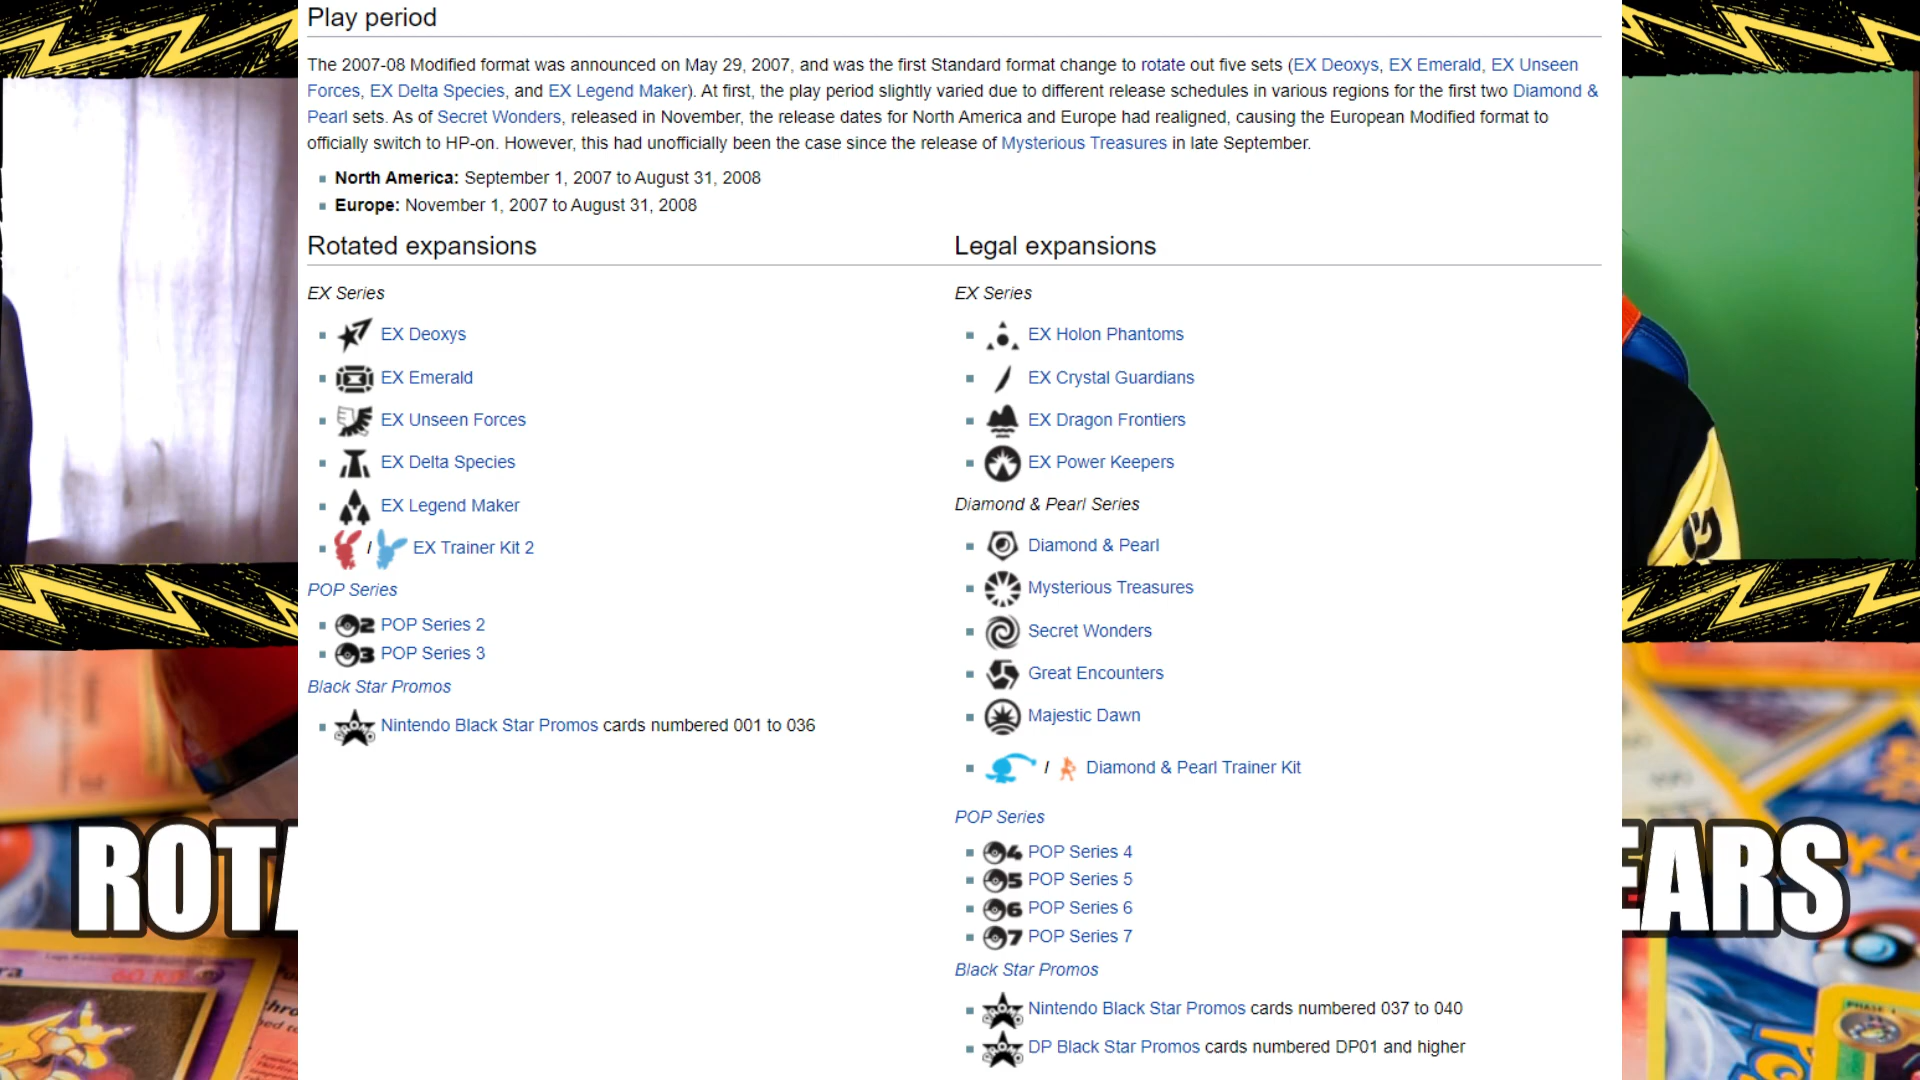 Play period
The 2007-08 Modified format was announced on May 29, 2007, and was the first Standard format change to rotate out five sets (EX Deoxys, EX Emerald, EX Unseen
Forces, EX Delta Species, and EX Legend Maker). At first, the play period slightly varied due to different release schedules in various regions for the first two Diamond &
Pearl sets. As of Secret Wonders, released in November, the release dates for North America and Europe had realigned, causing the European Modified format to
officially switch to HP-on. However, this had unofficially been the case since the release of Mysterious Treasures in late September.
North America: September 1, 2007 to August 31, 2008
Europe: November 1, 2007 to August 31, 2008
Rotated expansions
EX Series
EX Deoxys
EX Emerald
EX Unseen Forces
EX Delta Species
EX Legend Maker
/ EX Trainer Kit 2
POP Series
2 POP Series 2
3 POP Series 3
Black Star Promos
PROMO Nintendo Black Star Promos cards numbered 001 to 036
Legal expansions
EX Series
EX Holon Phantoms
EX Crystal Guardians
EX Dragon Frontiers
EX Power Keepers
Diamond & Pearl Series
Diamond & Pearl
Mysterious Treasures
Secret Wonders
Great Encounters
Majestic Dawn
/ Diamond & Pearl Trainer Kit
POP Series
4 POP Series 4
5 POP Series 5
6 POP Series 6
7 POP Series 7
Black Star Promos
PROMO Nintendo Black Star Promos cards numbered 037 to 040
PROMO DP Black Star Promos cards numbered DP01 and higher
ROTA
EARS
60 HP